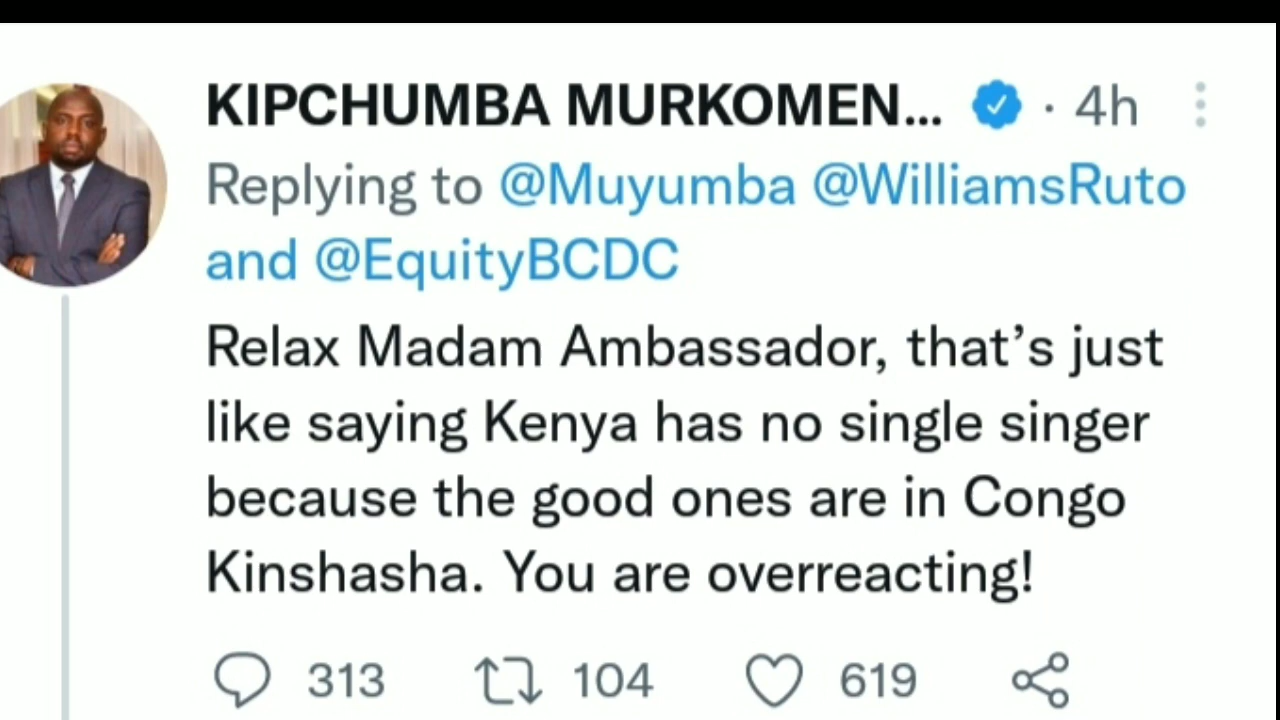 KIPCHUMBA MURKOMEN... · 4h
Replying to @Muyumba @WilliamsRuto
and @EquityBCDC
Relax Madam Ambassador, that’s just
like saying Kenya has no single singer
because the good ones are in Congo
Kinshasha. You are overreacting!
313 104 619